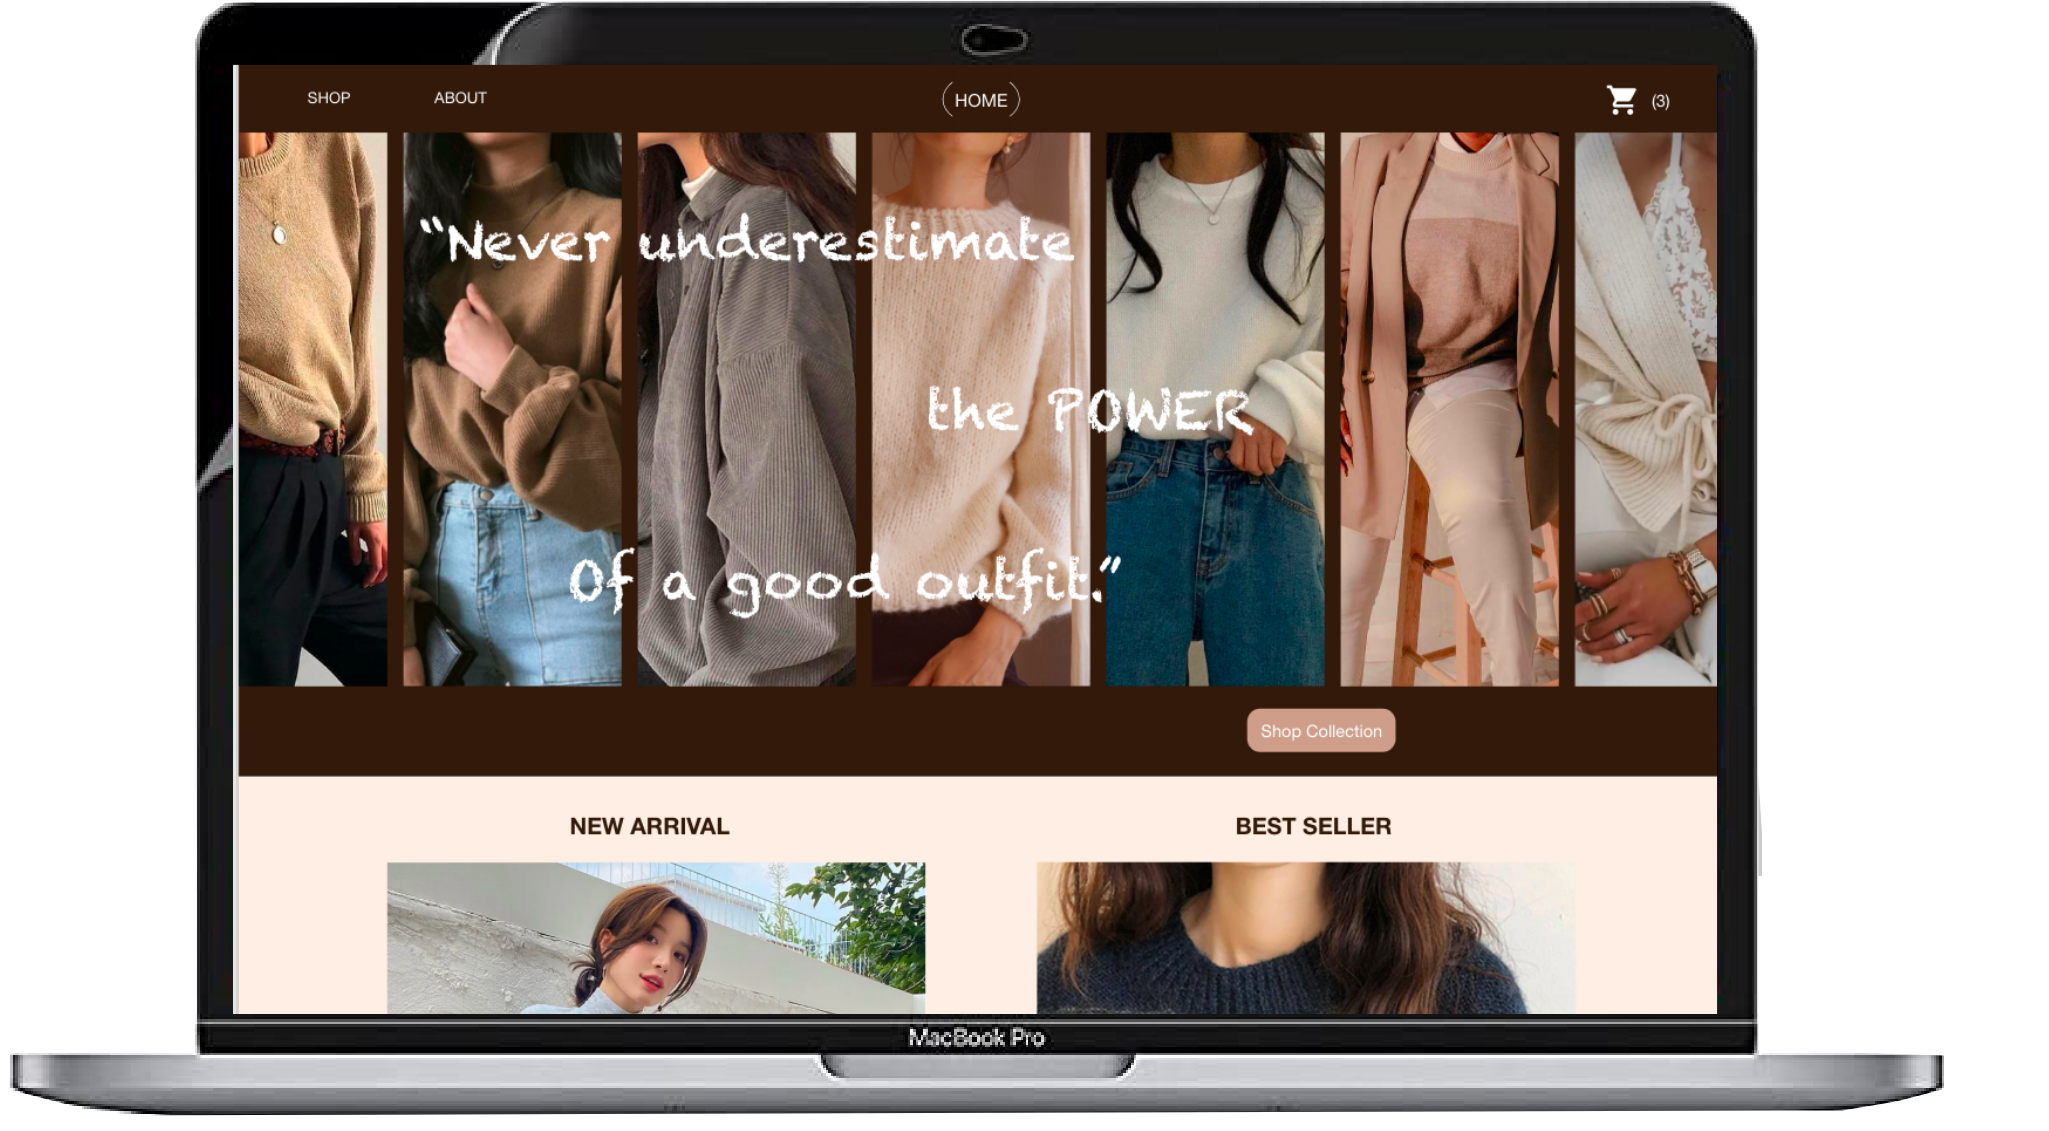 SHOP ABOUT (HOME) (3)
“Never underestimate
the POWER
Of a good outfit.”
Shop Collection
NEW ARRIVAL BEST SELLER
MacBook Pro